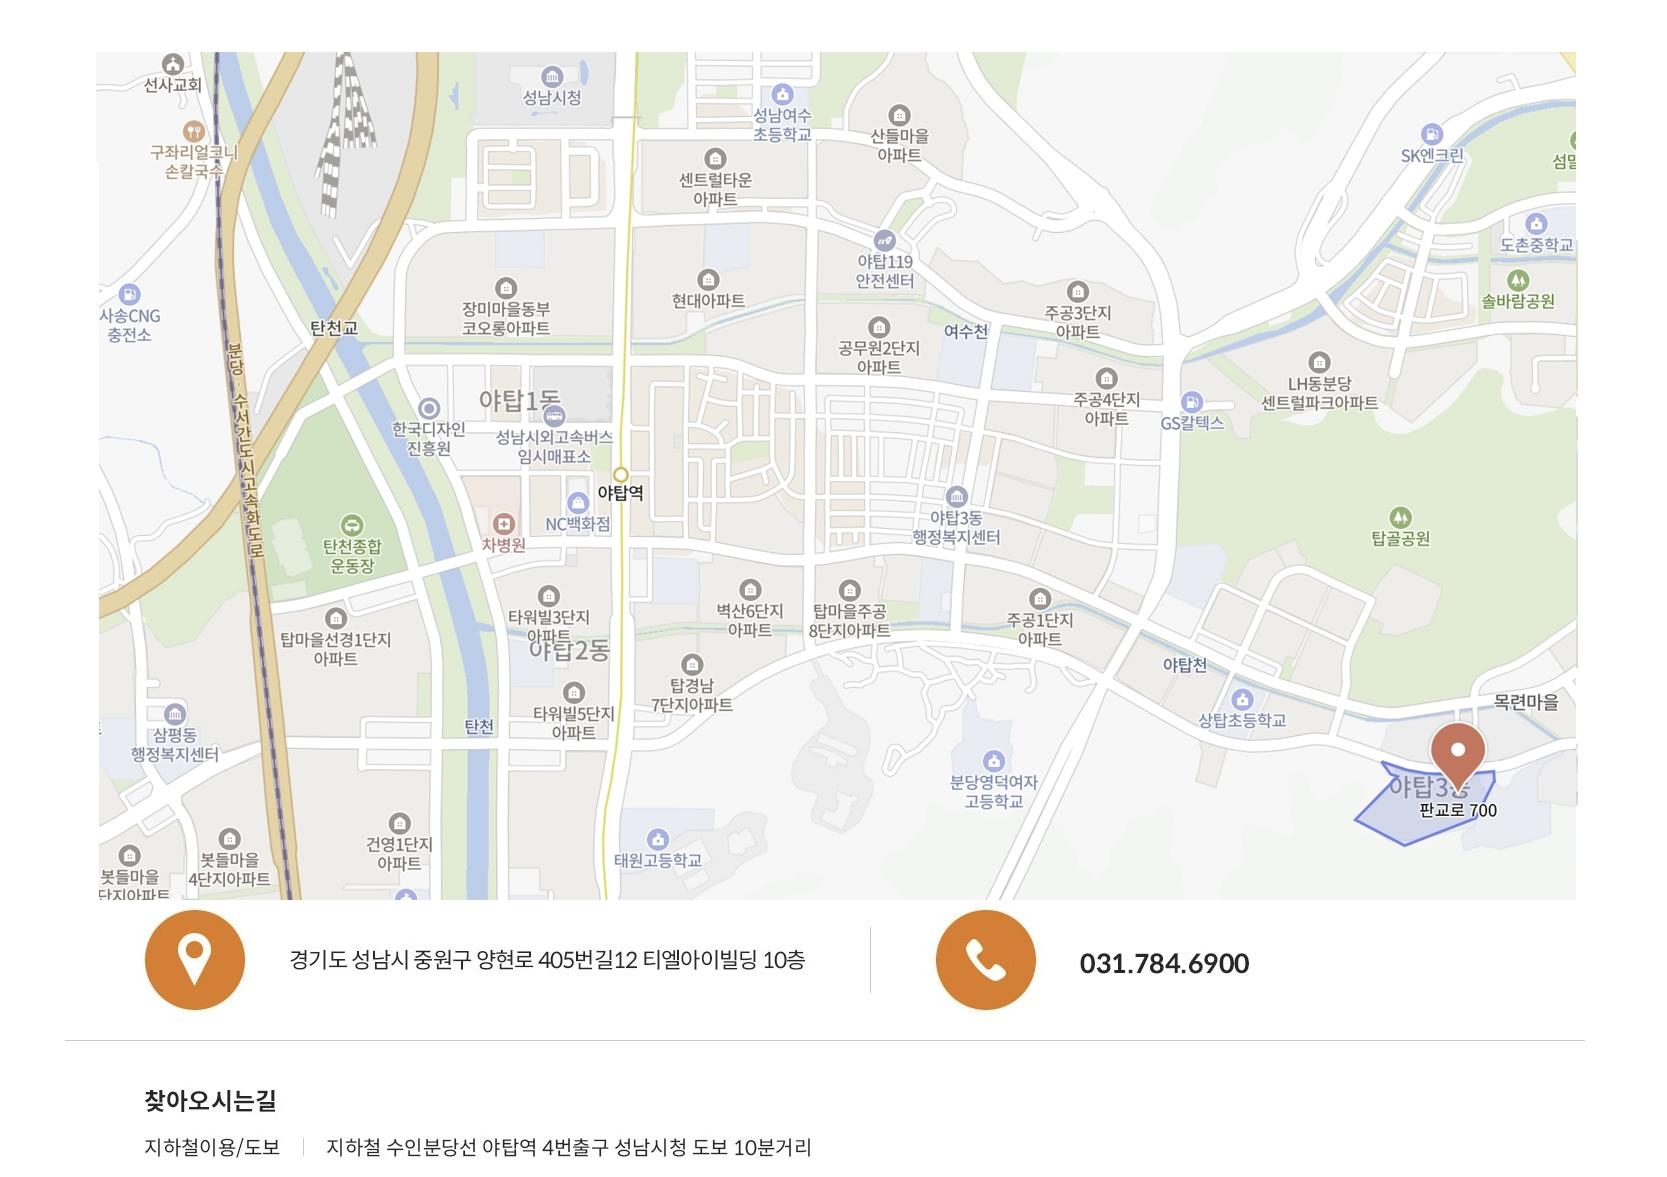 선사교회
성남시청
성남여수
초등학교
산들마을
아파트
SK엔크린
구좌리얼크니
손칼국수
센트럴타운
아파트
섬말
야탑119
안전센터
도촌중학교
사송CNG
충전소
장미마을동부
코오롱아파트
현대아파트
주공3단지
아파트
솔바람공원
탄천교
여수천
공무원2단지
아파트
분당·수서간도시고속화도로
야탑1동
주공4단지
아파트
LH동분당
센트럴파크아파트
GS칼텍스
한국디자인
진흥원
성남시외고속버스
임시매표소
야탑역
NC백화점
차병원
탄천종합
운동장
야탑3동
행정복지센터
탑골공원
타워빌3단지
아파트
벽산6단지
아파트
탑마을주공
8단지아파트
주공1단지
아파트
탑마을선경1단지
아파트
야탑2동
야탑천
탑경남
7단지아파트
타워빌5단지
아파트
탄천
상탑초등학교
목련마을
삼평동
행정복지센터
분당영덕여자
고등학교
야탑3동
판교로 700
건영1단지
아파트
태원고등학교
봇들마을
4단지아파트
봇들마을
단지아파트
경기도 성남시 중원구 양현로 405번길12 티엘아이빌딩 10층
031.784.6900
찾아오시는길
지하철이용/도보 지하철 수인분당선 야탑역 4번출구 성남시청 도보 10분거리